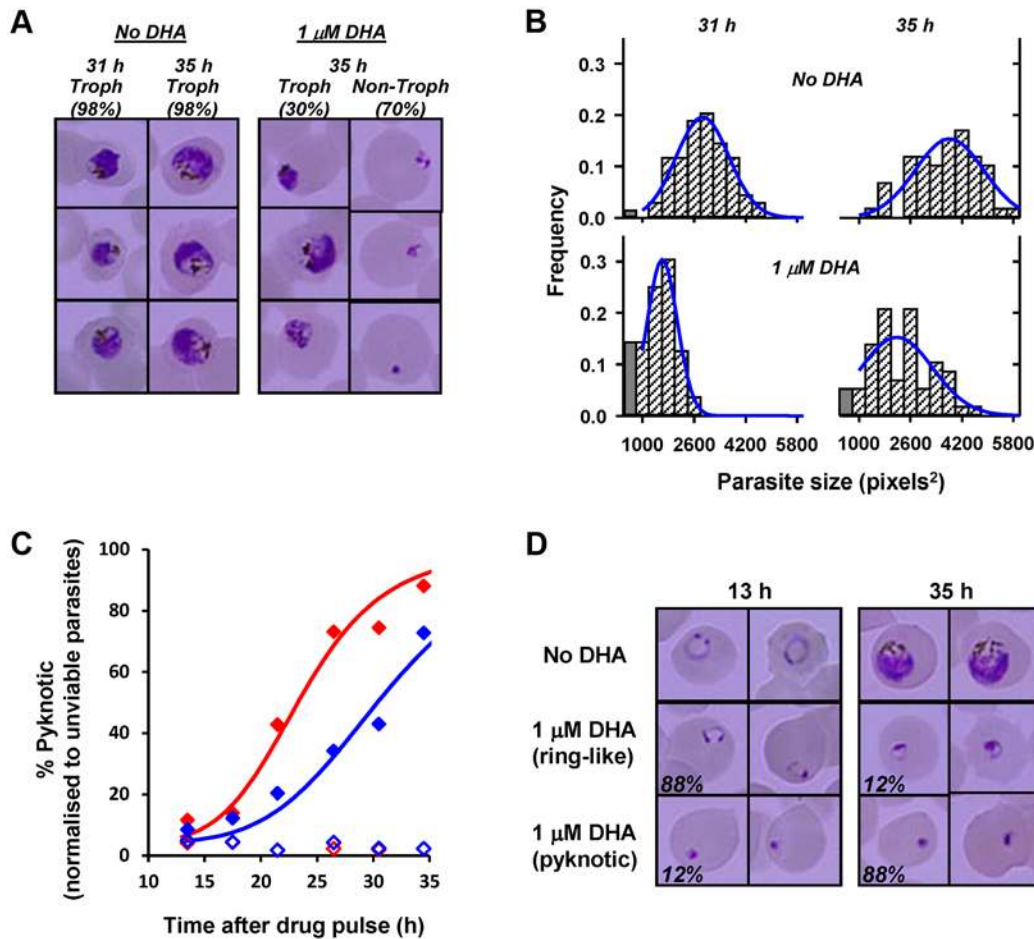 A
No DHA
1 µM DHA
31 h
Troph
(98%)
35 h
Troph
(98%)
35 h
Troph
(30%)
Non-Troph
(70%)
B
31 h
35 h
No DHA
0.3
0.2
0.1
0.0
1 µM DHA
0.3
0.2
0.1
0.0
Frequency
1000 2600 4200 5800
1000 2600 4200 5800
Parasite size (pixels²)
C
% Pyknotic
(normalised to unviable parasites)
100
80
60
40
20
0
10 15 20 25 30 35
Time after drug pulse (h)
D
13 h
35 h
No DHA
1 µM DHA
(ring-like)
88%
12%
1 µM DHA
(pyknotic)
12%
88%